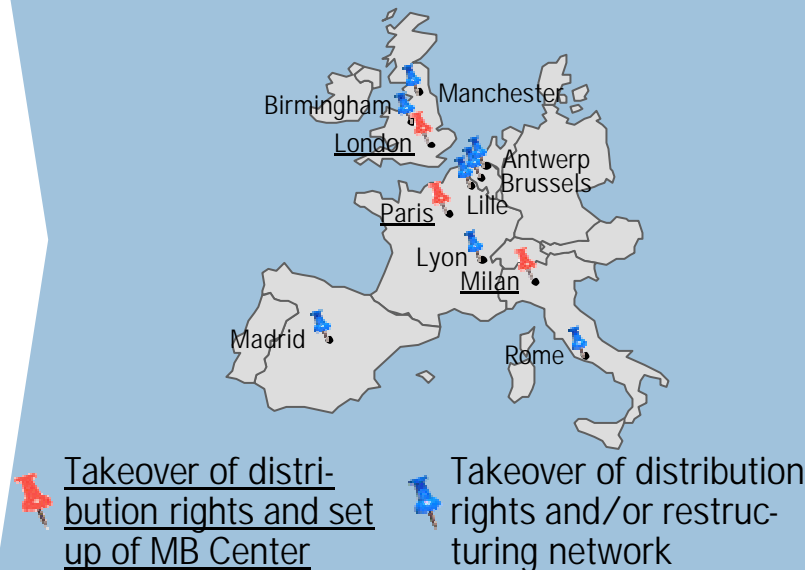 Manchester
Birmingham
London
Antwerp
Brussels
Lille
Paris
Lyon
Milan
Madrid
Rome
Takeover of distri-
bution rights and set
up of MB Center
Takeover of distribution
rights and/or restruc-
turing network